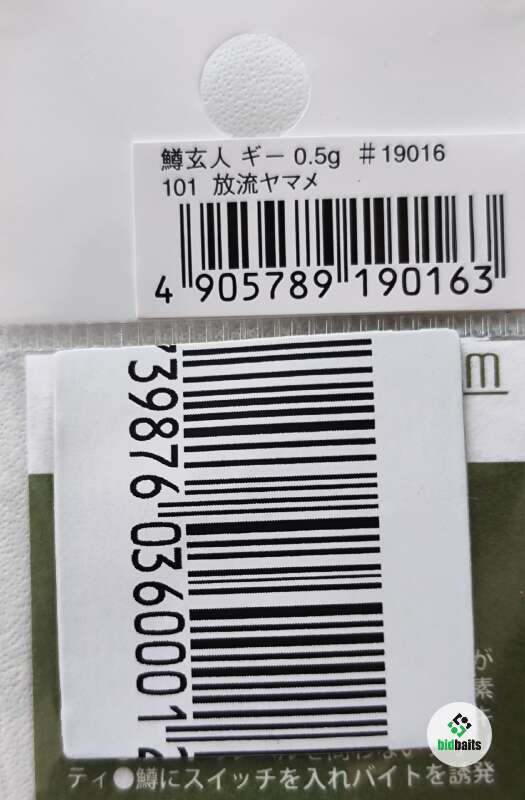 鱒玄人 ギー 0.5g #19016
101 放流ヤマメ
4 905789 190163
m
39876 036000 1
が
素
bidbaits
ティ●鱒にスイッチを入れバイトを誘発